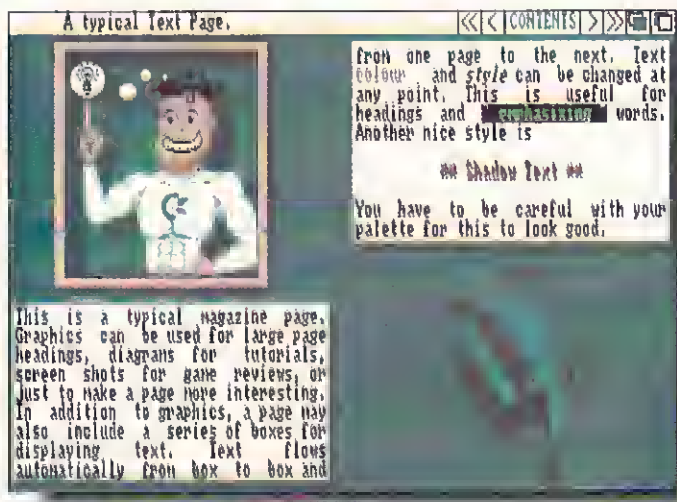 A typical Text Page. << < CONTENTS > >>
This is a typical magazine page.
Graphics can be used for large page
headings, diagrams for tutorials,
screen shots for game reviews, or
just to make a page more interesting.
In addition to graphics, a page may
also include a series of boxes for
displaying text. Text flows
automatically from box to box and
from one page to the next. Text
colour and style can be changed at
any point. This is useful for
headings and emphasizing words.
Another nice style is
** Shadow Text **
You have to be careful with your
palette for this to look good.